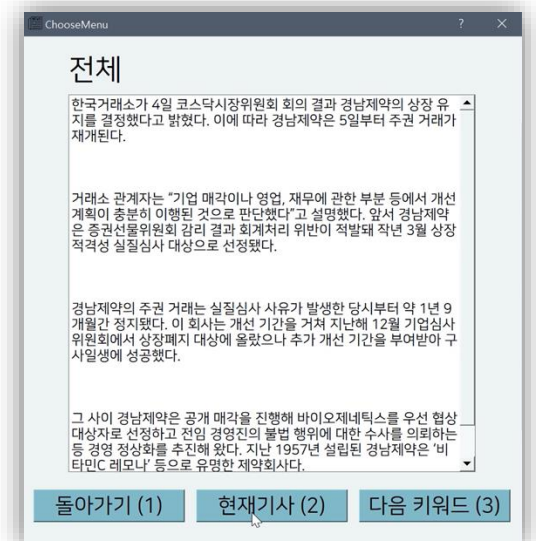 ChooseMenu
전체
한국거래소가 4일 코스닥시장위원회 회의 결과 경남제약의 상장 유
지를 결정했다고 밝혔다. 이에 따라 경남제약은 5일부터 주권 거래가
재개된다.
거래소 관계자는 “기업 매각이나 영업, 재무에 관한 부분 등에서 개선
계획이 충분히 이행된 것으로 판단했다”고 설명했다. 앞서 경남제약
은 증권선물위원회 감리 결과 회계처리 위반이 적발돼 작년 3월 상장
적격성 실질심사 대상으로 선정됐다.
경남제약의 주권 거래는 실질심사 사유가 발생한 당시부터 약 1년 9
개월간 정지됐다. 이 회사는 개선 기간을 거쳐 지난해 12월 기업심사
위원회에서 상장폐지 대상에 올랐으나 추가 개선 기간을 부여받아 구
사일생에 성공했다.
그 사이 경남제약은 공개 매각을 진행해 바이오제네틱스를 우선 협상
대상자로 선정하고 전임 경영진의 불법 행위에 대한 수사를 의뢰하는
등 경영 정상화를 추진해 왔다. 지난 1957년 설립된 경남제약은 ‘비
타민C 레모나’ 등으로 유명한 제약회사다.
돌아가기 (1)
현재기사 (2)
다음 키워드 (3)